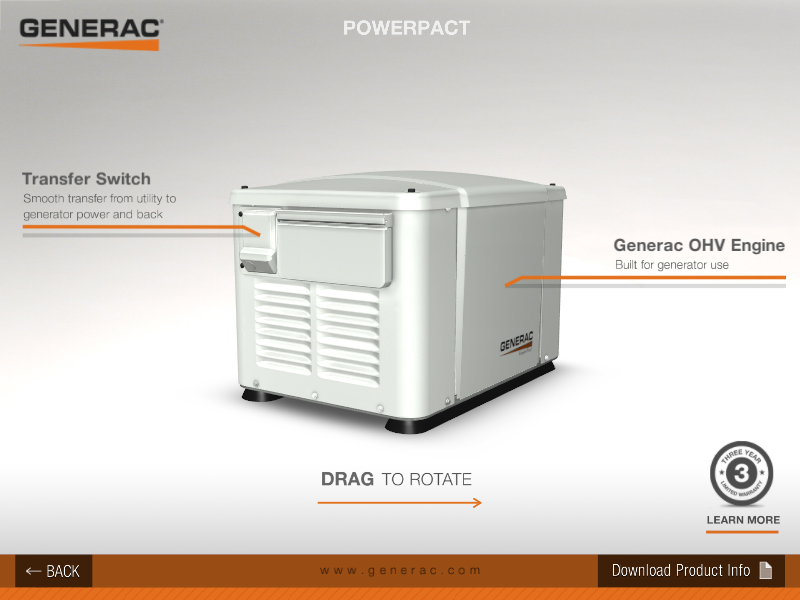 GENERAC®
POWERPACT
Transfer Switch
Smooth transfer from utility to
generator power and back
Generac OHV Engine
Built for generator use
GENERAC
DRAG TO ROTATE
THREE YEAR
3
LIMITED WARRANTY
LEARN MORE
← BACK
www.generac.com
Download Product Info